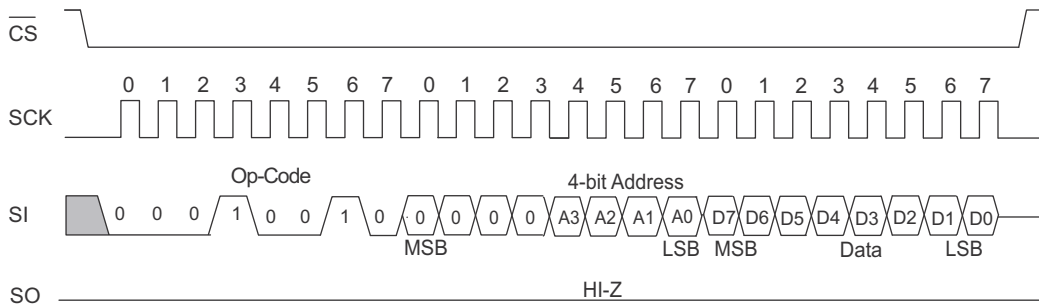 CS
0 1 2 3 4 5 6 7 0 1 2 3 4 5 6 7 0 1 2 3 4 5 6 7
SCK
Op-Code 4-bit Address
SI 0 0 0 1 0 0 1 0 0 0 0 0 A3 A2 A1 A0 D7 D6 D5 D4 D3 D2 D1 D0
MSB LSB MSB Data LSB
HI-Z
SO